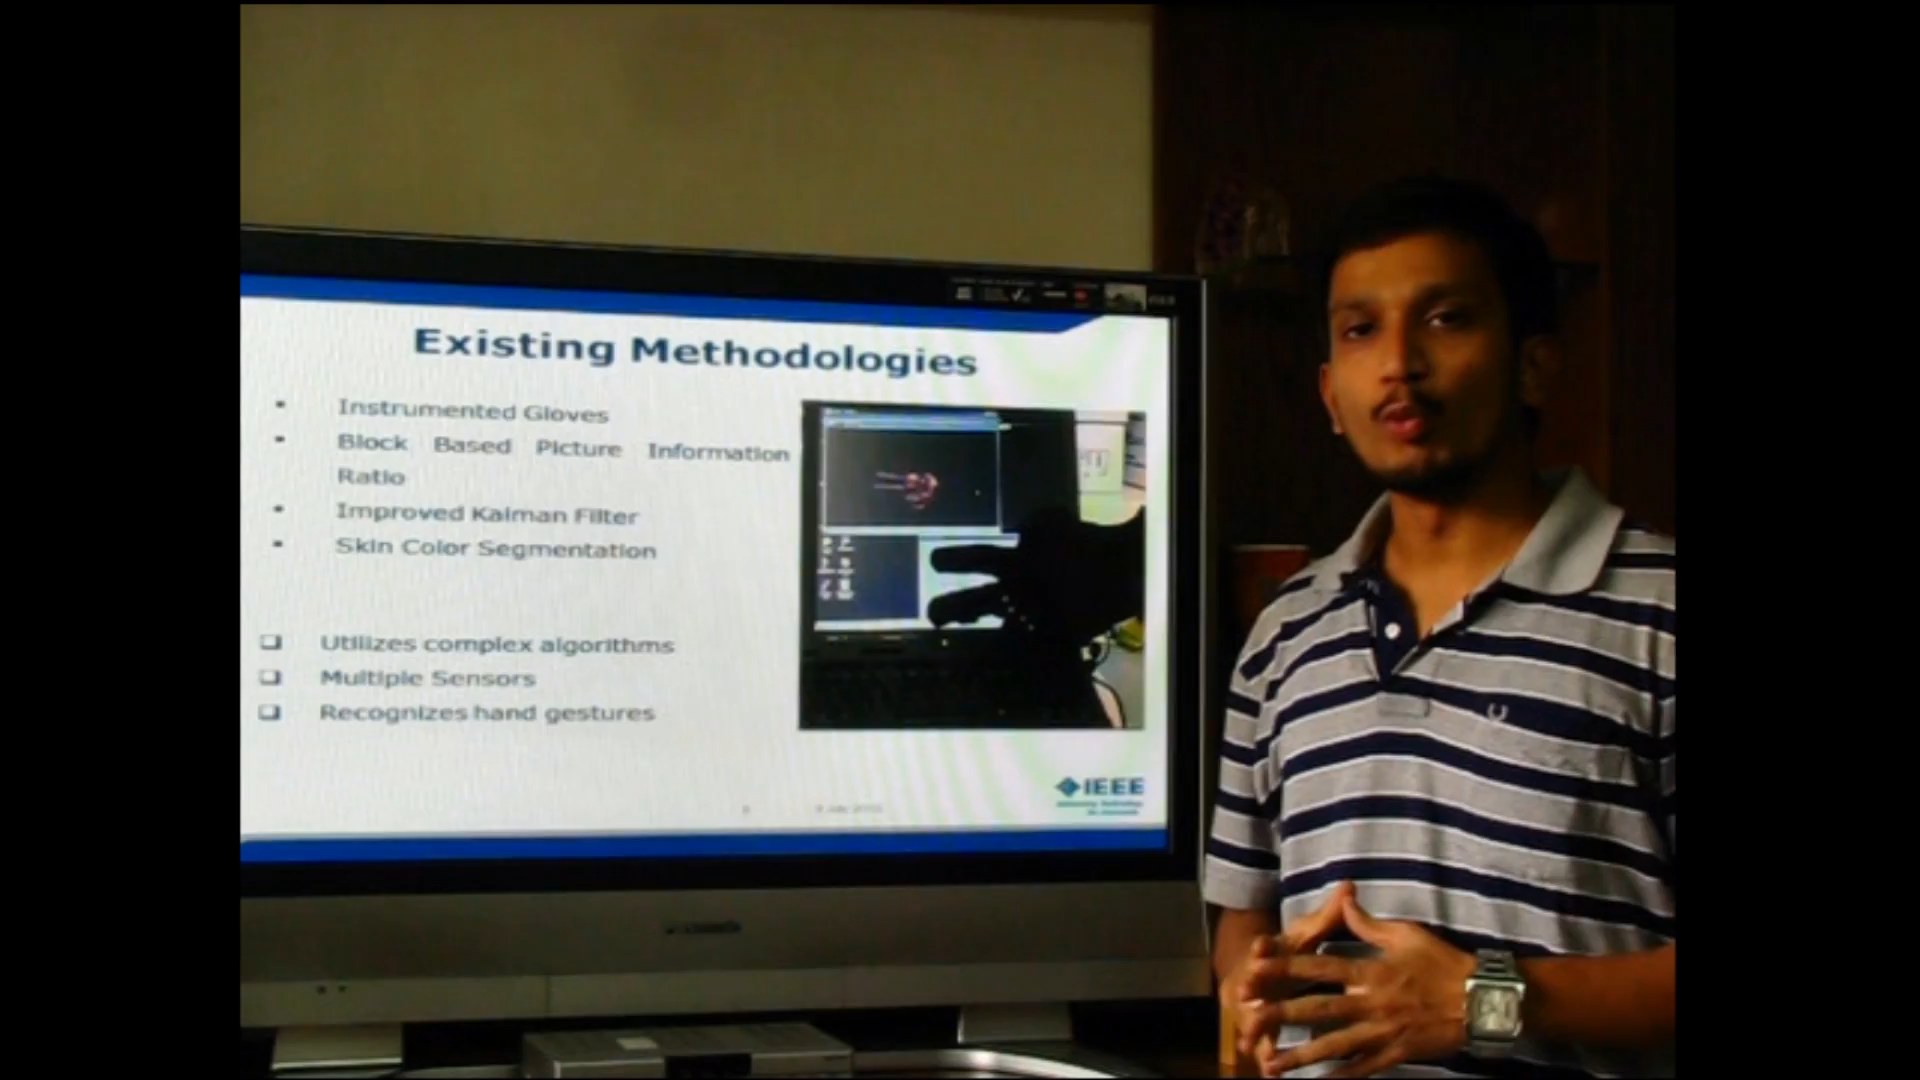 Existing Methodologies
• Instrumented Gloves
• Block Based Picture Information
Ratio
• Improved Kalman Filter
• Skin Color Segmentation
❑ Utilizes complex algorithms
❑ Multiple Sensors
❑ Recognizes hand gestures
IEEE